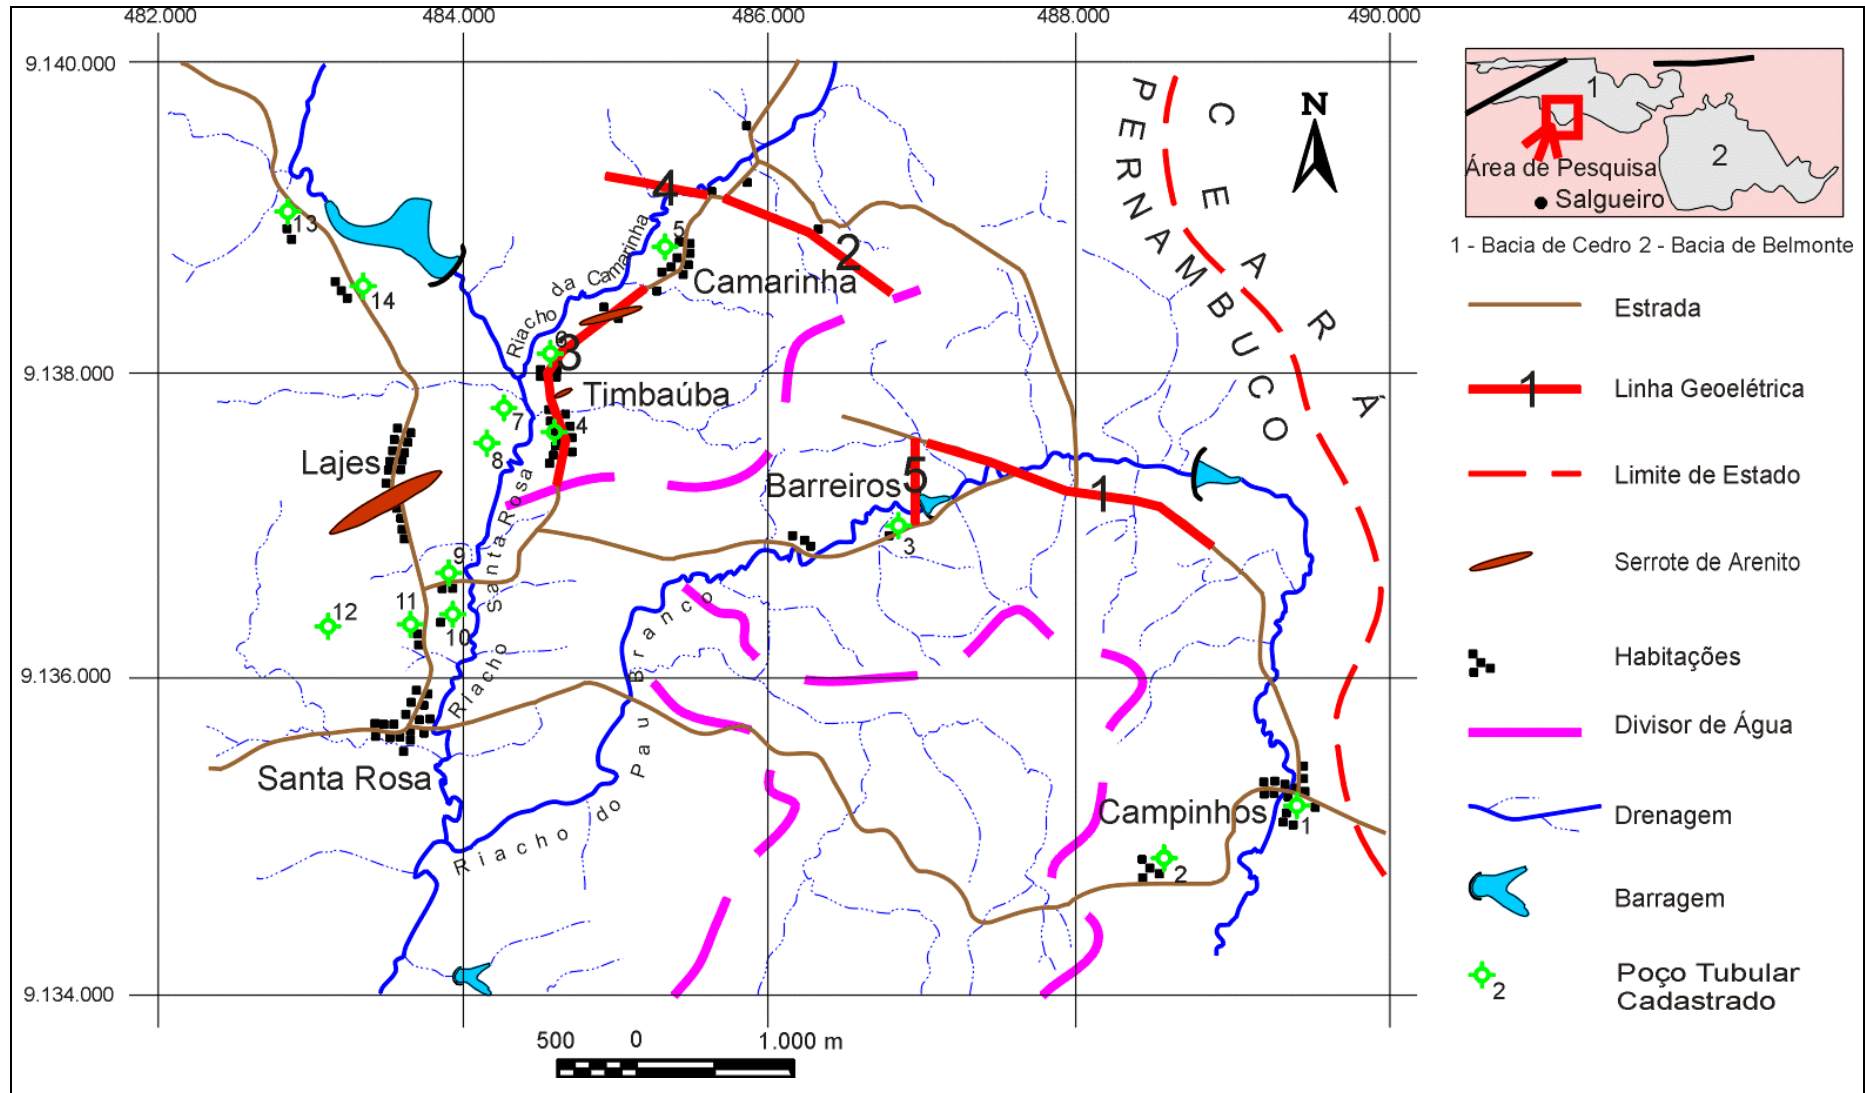 482.000
484.000
486.000
488.000
490.000
9.140.000
9.138.000
9.136.000
9.134.000
PERNAMBUCO
CEARÁ
N
13
14
5
4
2
Camarinha
Riacho da Camarinha
6
3
Timbaúba
7
4
8
Lajes
Barreiros
5
1
3
Riacho Santa Rosa
9
12
11
10
Riacho do Pau Branco
Santa Rosa
Campinhos
1
2
500 0 1.000 m
1
2
Área de Pesquisa
Salgueiro
1 - Bacia de Cedro 2 - Bacia de Belmonte
Estrada
1
Linha Geoelétrica
Limite de Estado
Serrote de Arenito
Habitações
Divisor de Água
Drenagem
Barragem
2
Poço Tubular
Cadastrado